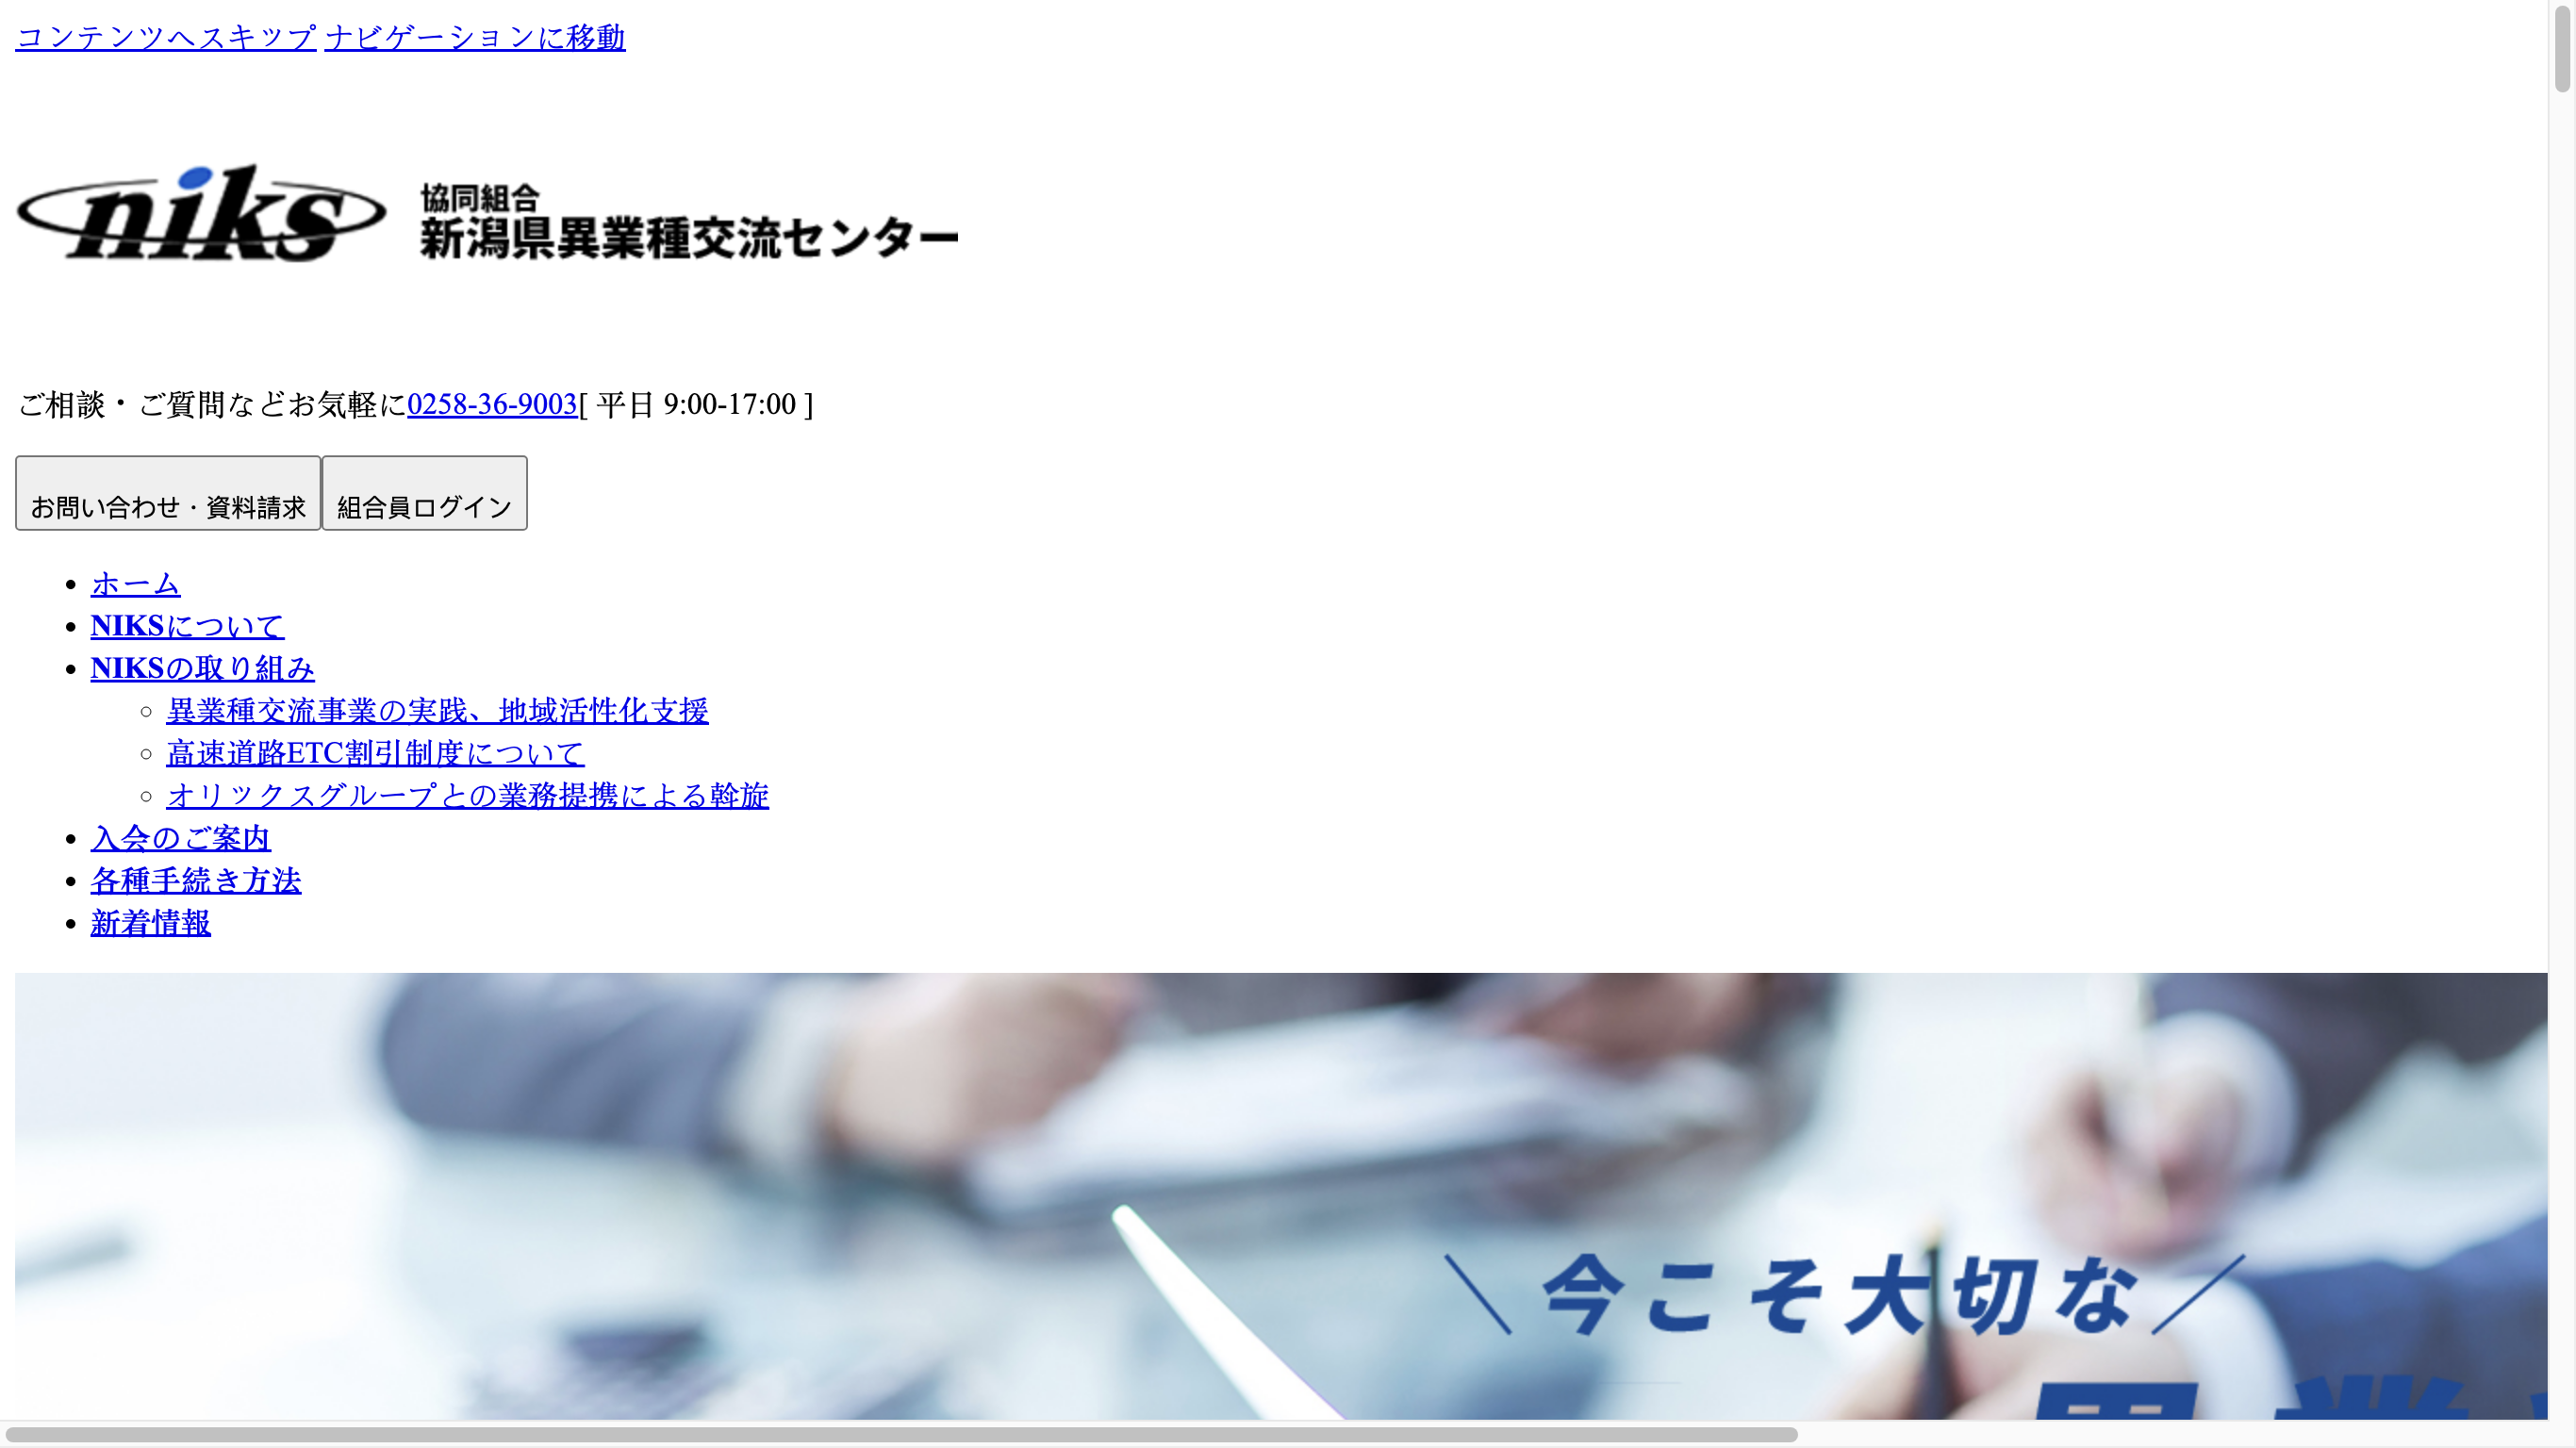 コンテンツへスキップ ナビゲーションに移動
niks 協同組合
新潟県異業種交流センター
ご相談・ご質問などお気軽に0258-36-9003[ 平日 9:00-17:00 ]
お問い合わせ・資料請求 組合員ログイン
ホーム
NIKSについて
NIKSの取り組み
異業種交流事業の実践、地域活性化支援
高速道路ETC割引制度について
オリックスグループとの業務提携による斡旋
入会のご案内
各種手続き方法
新着情報
＼今こそ大切な／